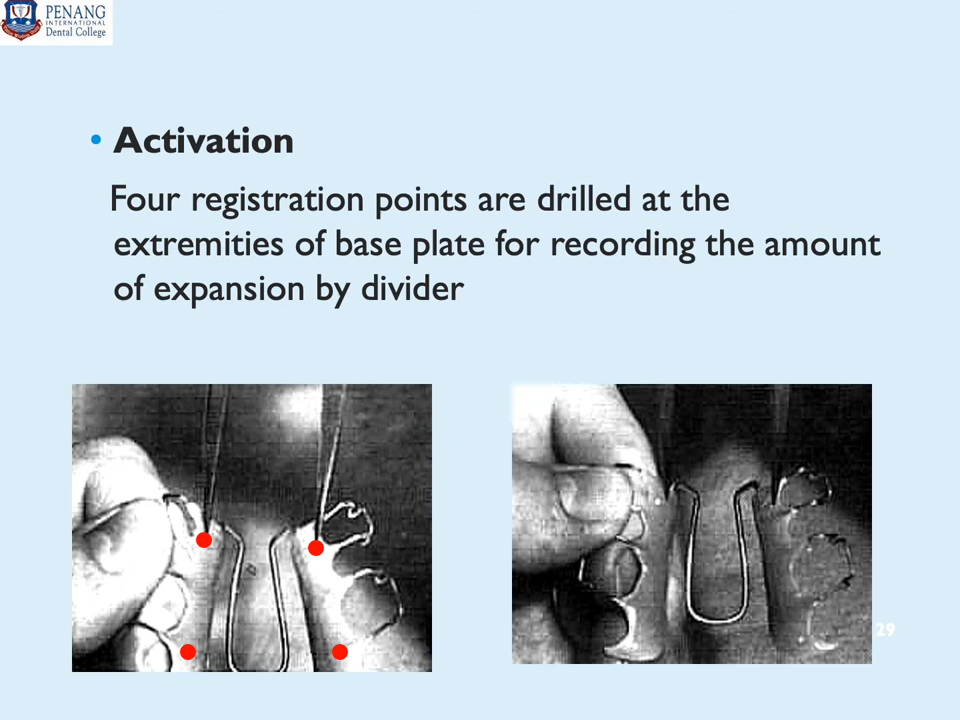 PENANG
INTERNATIONAL
Dental College
• Activation
Four registration points are drilled at the
extremities of base plate for recording the amount
of expansion by divider
29